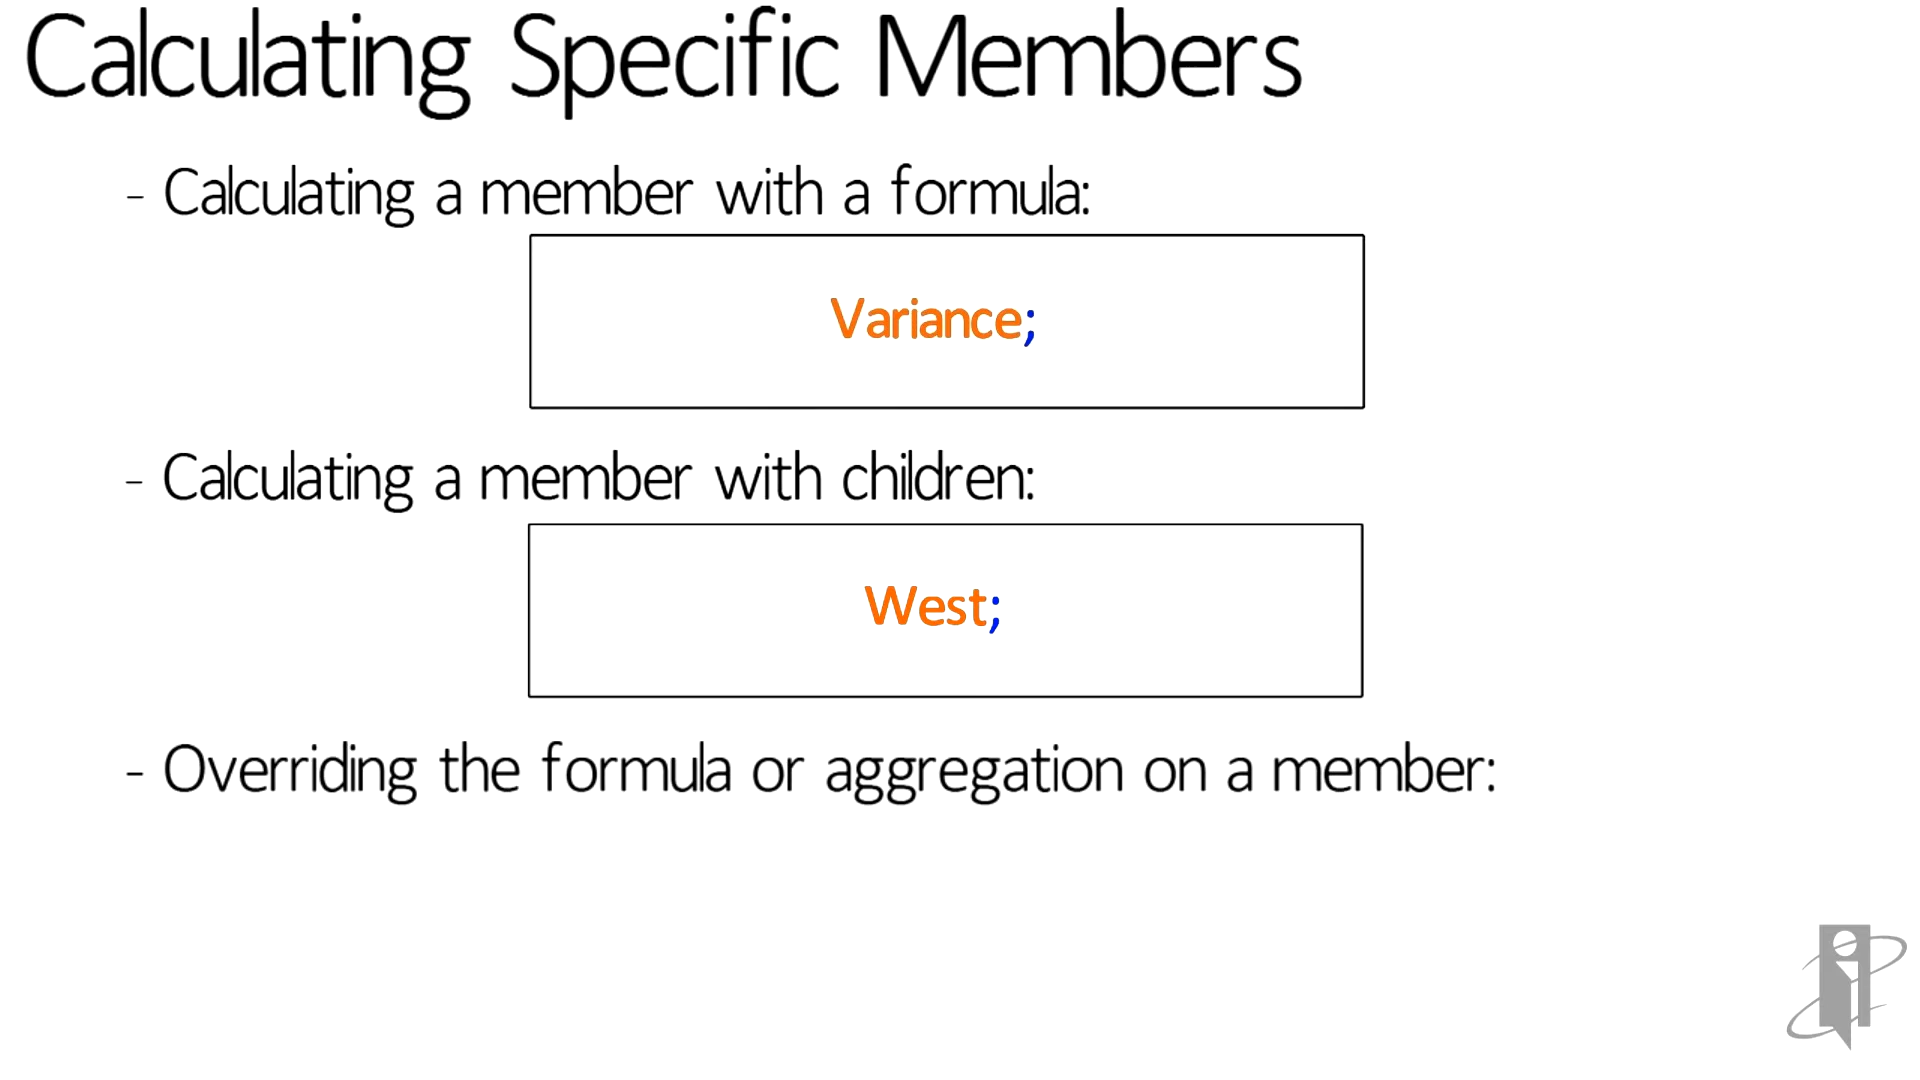 Calculating Specific Members
- Calculating a member with a formula:
Variance;
- Calculating a member with children:
West;
- Overriding the formula or aggregation on a member: